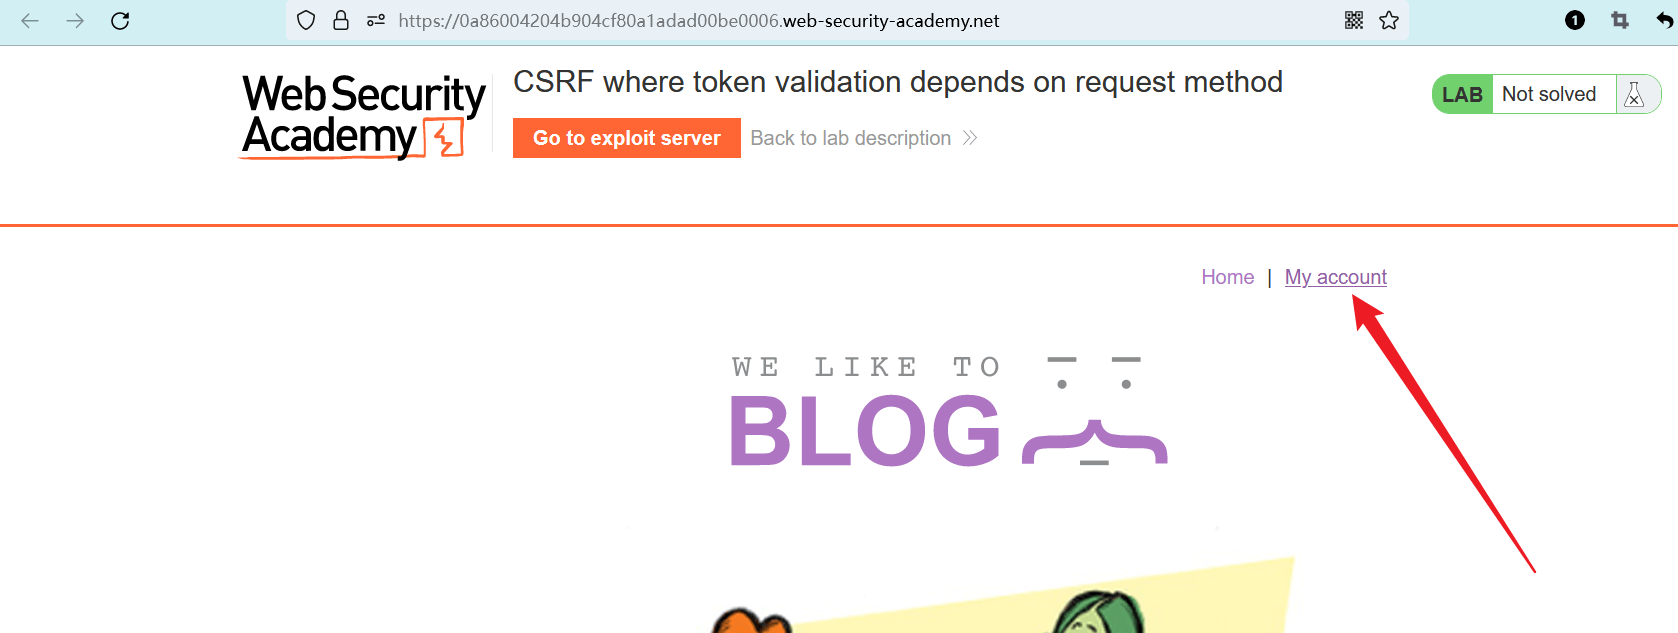 https://0a86004204b904cf80a1adad00be0006.web-security-academy.net
1
Web Security
Academy
CSRF where token validation depends on request method
Go to exploit server
Back to lab description
LAB
Not solved
Home | My account
WE LIKE TO
BLOG